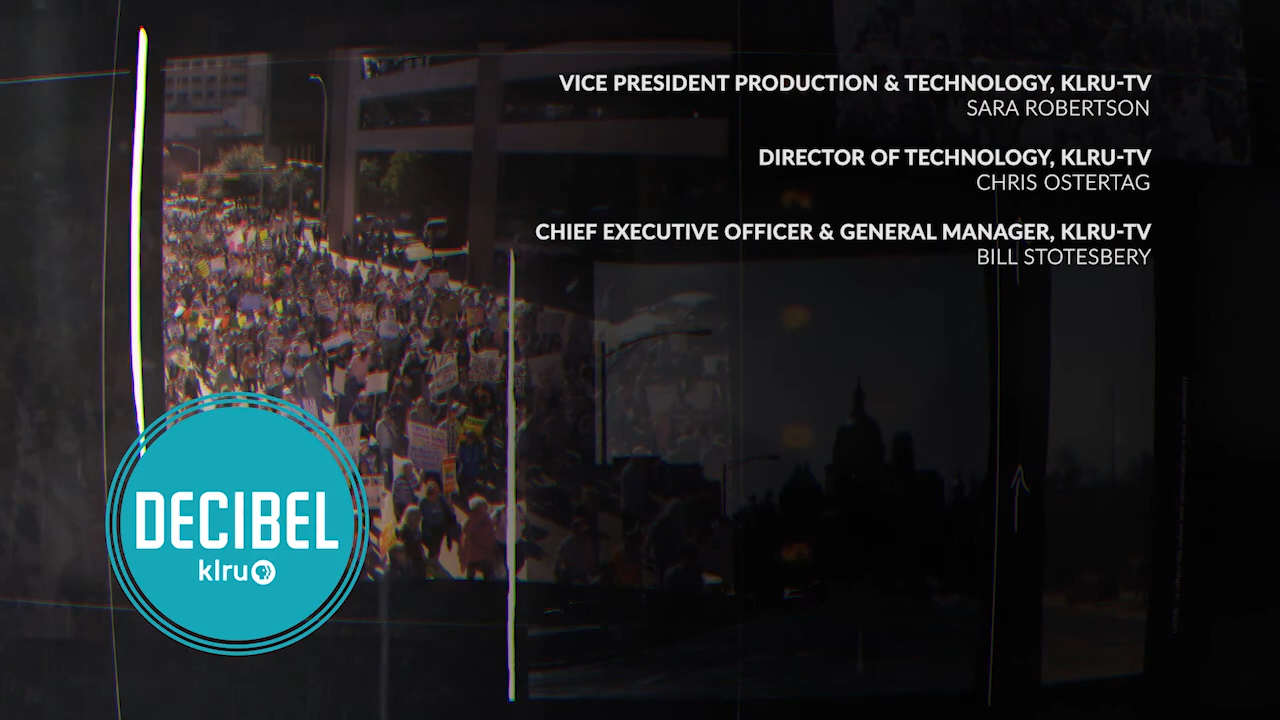 VICE PRESIDENT PRODUCTION & TECHNOLOGY, KLRU-TV
SARA ROBERTSON
DIRECTOR OF TECHNOLOGY, KLRU-TV
CHRIS OSTERTAG
CHIEF EXECUTIVE OFFICER & GENERAL MANAGER, KLRU-TV
BILL STOTESBERY
DECIBEL
klru